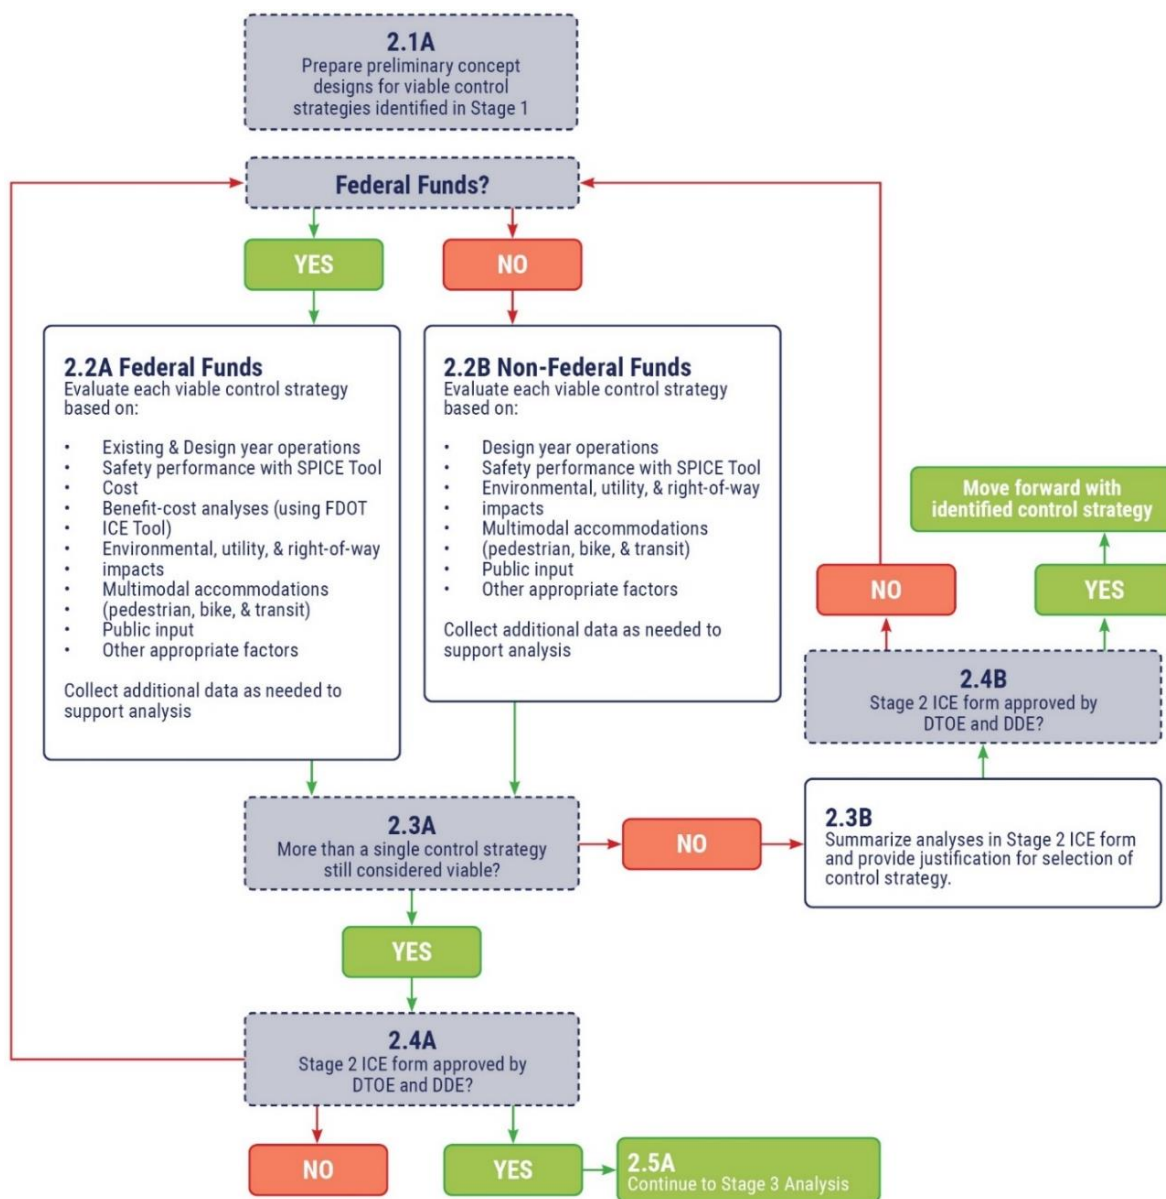 2.1A
Prepare preliminary concept
designs for viable control
strategies identified in Stage 1
Federal Funds?
YES
NO
2.2A Federal Funds
Evaluate each viable control strategy
based on:
• Existing & Design year operations
• Safety performance with SPICE Tool
• Cost
• Benefit-cost analyses (using FDOT
• ICE Tool)
• Environmental, utility, & right-of-way
• impacts
• Multimodal accommodations
• (pedestrian, bike, & transit)
• Public input
• Other appropriate factors
Collect additional data as needed to
support analysis
2.2B Non-Federal Funds
Evaluate each viable control strategy
based on:
• Design year operations
• Safety performance with SPICE Tool
• Environmental, utility, & right-of-way
• impacts
• Multimodal accommodations
• (pedestrian, bike, & transit)
• Public input
• Other appropriate factors
Collect additional data as needed to
support analysis
Move forward with
identified control strategy
NO
YES
2.4B
Stage 2 ICE form approved by
DTOE and DDE?
2.3A
More than a single control strategy
still considered viable?
NO
2.3B
Summarize analyses in Stage 2 ICE form
and provide justification for selection of
control strategy.
YES
2.4A
Stage 2 ICE form approved by
DTOE and DDE?
NO
YES
2.5A
Continue to Stage 3 Analysis